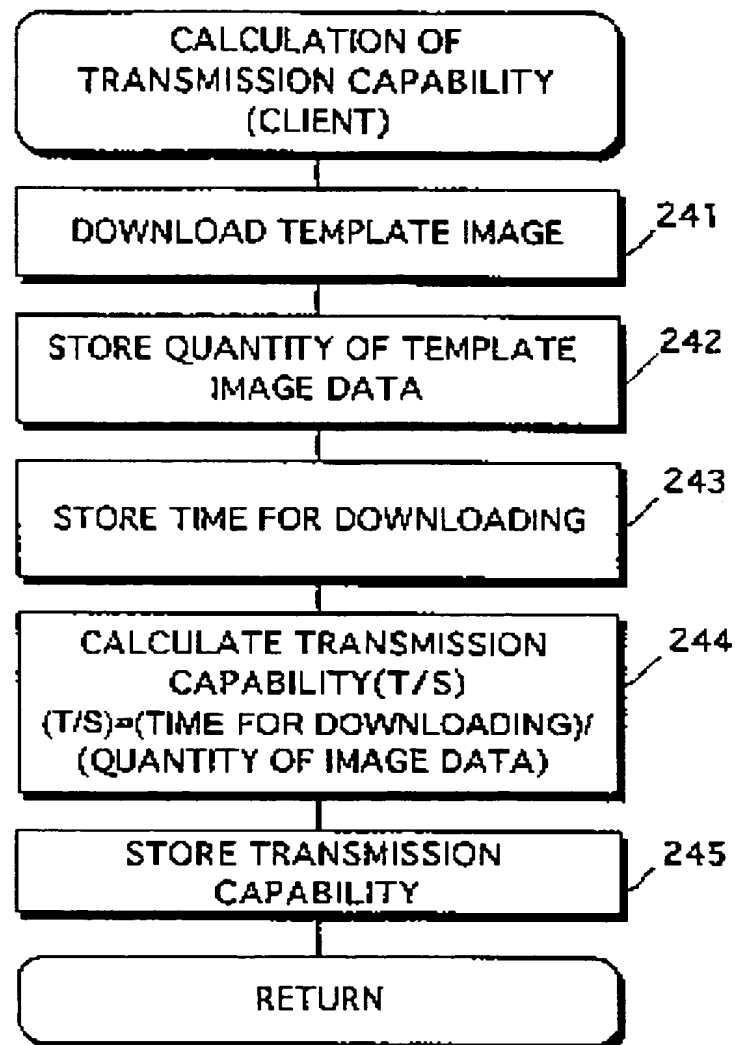 CALCULATION OF
TRANSMISSION CAPABILITY
(CLIENT)
DOWNLOAD TEMPLATE IMAGE
241
STORE QUANTITY OF TEMPLATE
IMAGE DATA
242
STORE TIME FOR DOWNLOADING
243
CALCULATE TRANSMISSION
CAPABILITY(T/S)
(T/S)=(TIME FOR DOWNLOADING)/
(QUANTITY OF IMAGE DATA)
244
STORE TRANSMISSION
CAPABILITY
245
RETURN